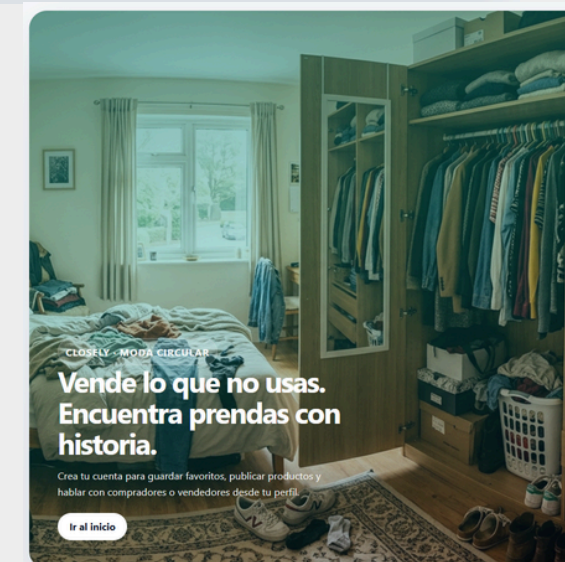 CLOSELY · MODA CIRCULAR
Vende lo que no usas.
Encuentra prendas con
historia.
Crea tu cuenta para guardar favoritos, publicar productos y
hablar con compradores o vendedores desde tu perfil.
Ir al inicio